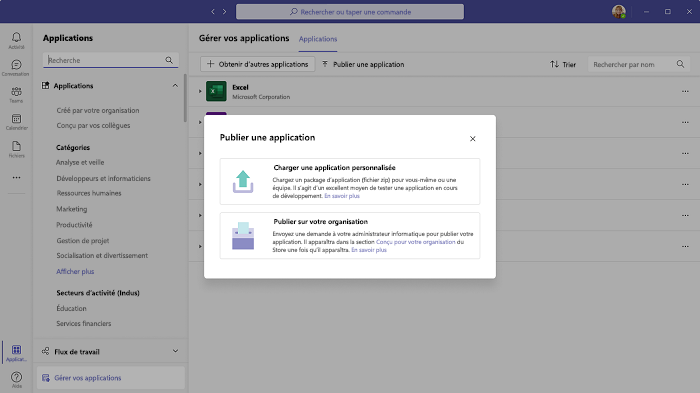 Rechercher ou taper une commande
Activité
Conversation
Teams
Calendrier
Fichiers
Applicat...
Aide
Applications
Recherche
Applications
Créé par votre organisation
Conçu par vos collègues
Catégories
Analyse et veille
Développeurs et informaticiens
Ressources humaines
Marketing
Productivité
Gestion de projet
Socialisation et divertissement
Afficher plus
Secteurs d'activité (Indus)
Éducation
Services financiers
Flux de travail
Gérer vos applications
Gérer vos applications
Applications
Obtenir d'autres applications
Publier une application
Trier
Rechercher par nom
Excel
Microsoft Corporation
Publier une application
Charger une application personnalisée
Chargez un package d'application (fichier zip) pour vous-même ou une
équipe. Il s'agit d'un excellent moyen de tester une application en cours
de développement. En savoir plus
Publier sur votre organisation
Envoyez une demande à votre administrateur informatique pour publier votre
application. Il apparaîtra dans la section Conçu pour votre organisation du
Store une fois qu'il apparaîtra. En savoir plus